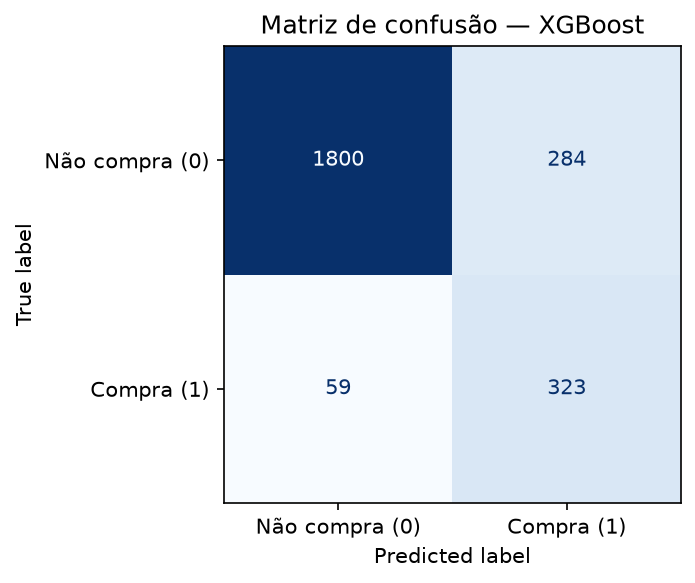 Matriz de confusão — XGBoost
True label
Não compra (0)
1800
284
Compra (1)
59
323
Não compra (0)
Compra (1)
Predicted label